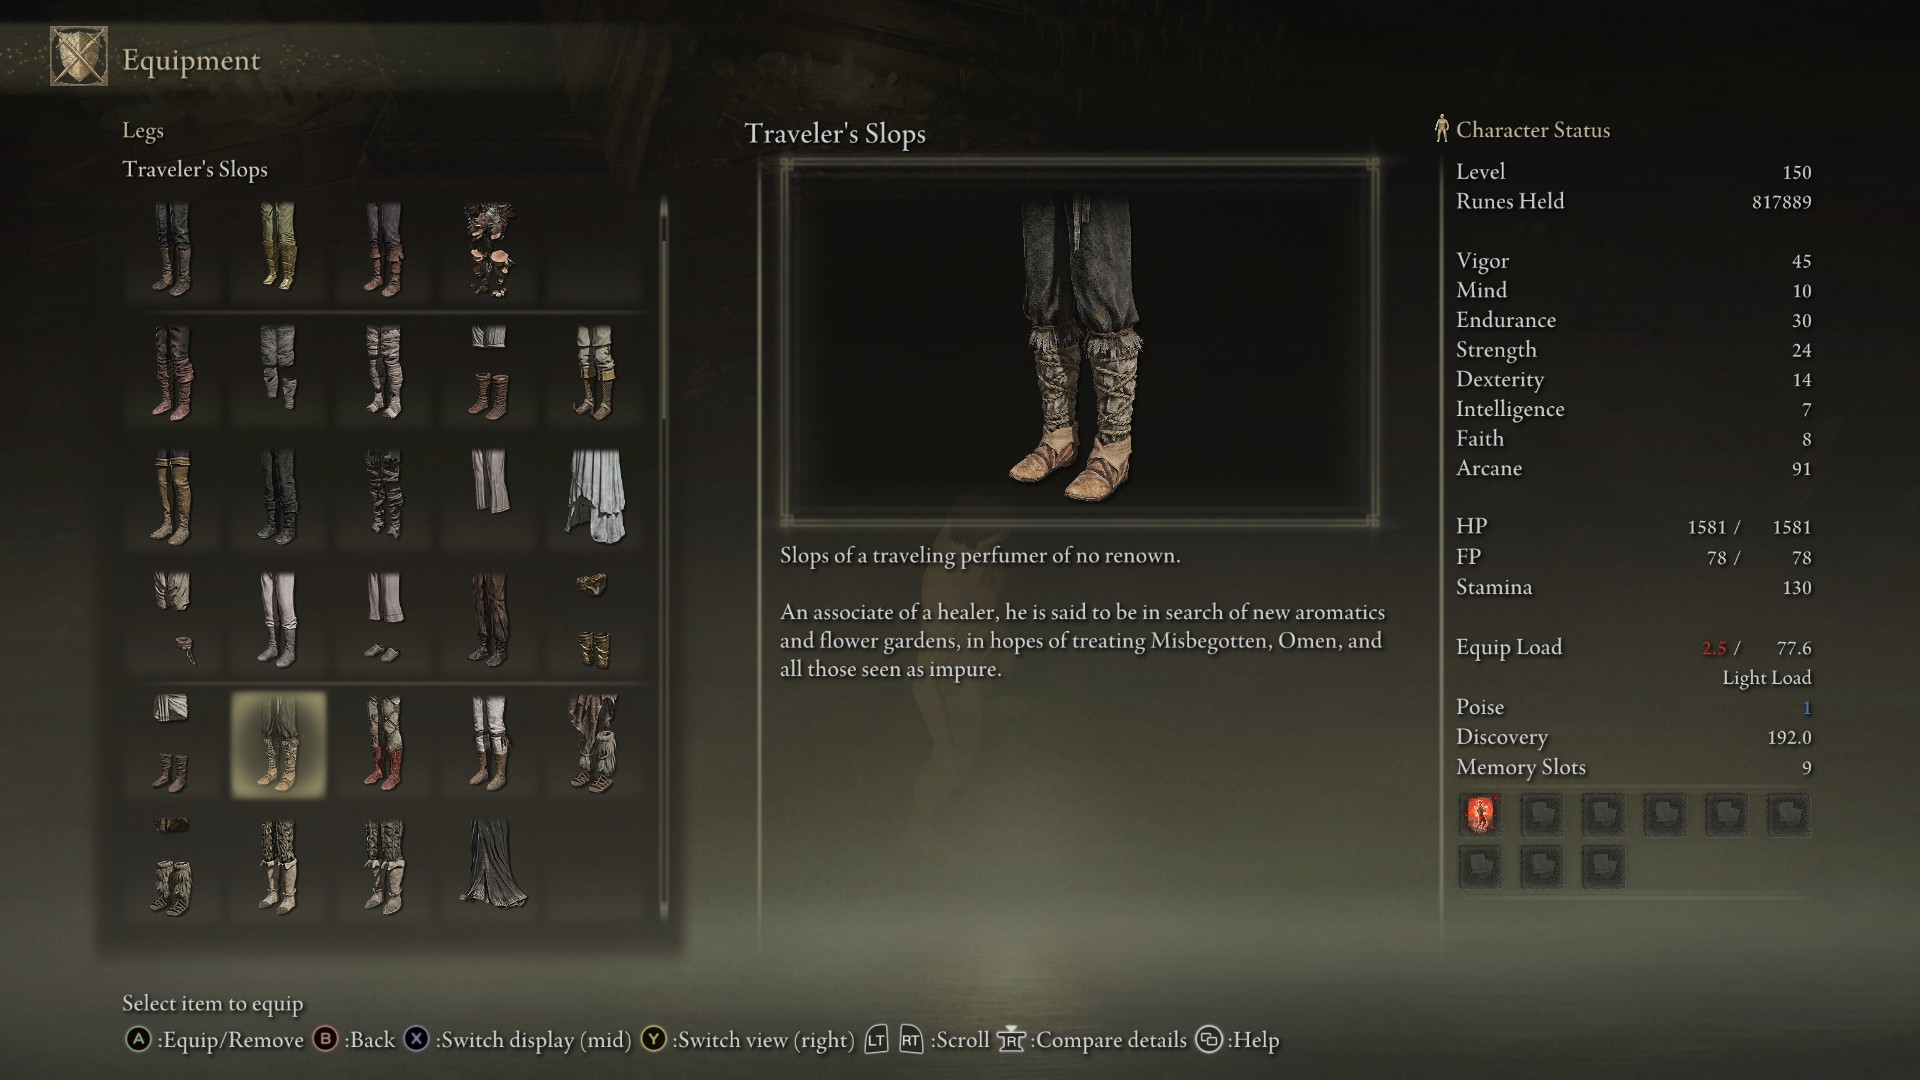 Equipment
Legs
Traveler's Slops
Traveler's Slops
Slops of a traveling perfumer of no renown.
An associate of a healer, he is said to be in search of new aromatics
and flower gardens, in hopes of treating Misbegotten, Omen, and
all those seen as impure.
Character Status
Level 150
Runes Held 817889
Vigor 45
Mind 10
Endurance 30
Strength 24
Dexterity 14
Intelligence 7
Faith 8
Arcane 91
HP 1581 / 1581
FP 78 / 78
Stamina 130
Equip Load 2.5 / 77.6
Light Load
Poise 1
Discovery 192.0
Memory Slots 9
Select item to equip
A :Equip/Remove B :Back X :Switch display (mid) Y :Switch view (right) LT RT :Scroll R :Compare details :Help